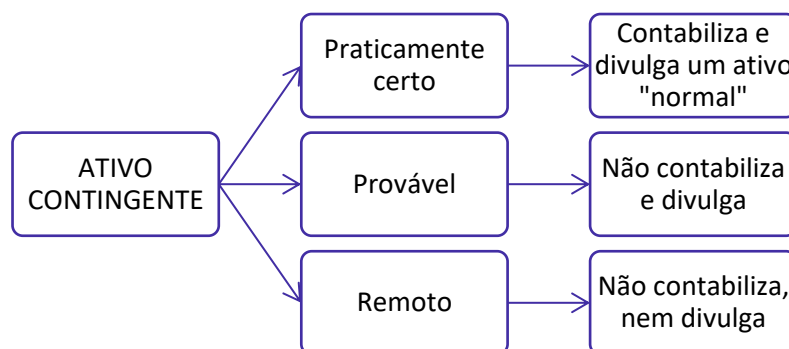 ATIVO
CONTINGENTE
Praticamente
certo
Contabiliza e
divulga um ativo
"normal"
Provável
Não contabiliza
e divulga
Remoto
Não contabiliza,
nem divulga